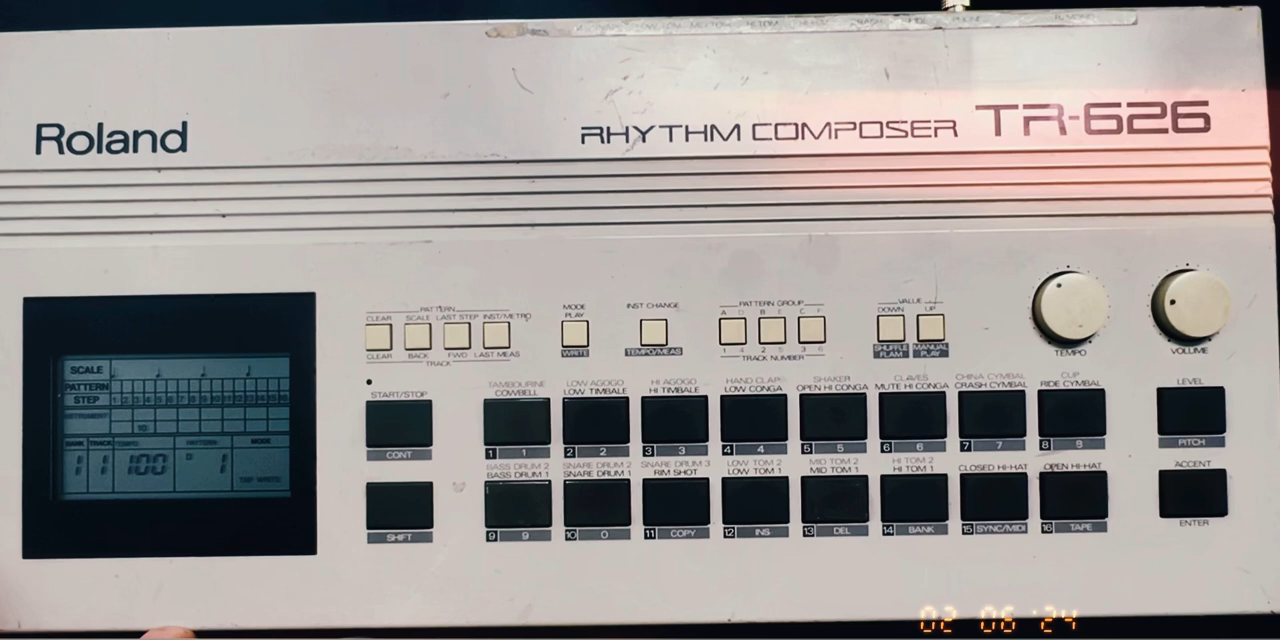 Roland
RHYTHM COMPOSER TR-626
PATTERN
CLEAR SCALE LAST STEP INST/METRO
CLEAR BACK FWD LAST MEAS
TRACK
MODE
PLAY
WRITE
INST CHANGE
TEMPO/MEAS
PATTERN GROUP
A D B E C F
1 4 2 5 3 6
TRACK NUMBER
VALUE
DOWN UP
SHUFFLE MANUAL
FLAM PLAY
TEMPO
VOLUME
SCALE
PATTERN
STEP 1 2 3 4 5 6 7 8 9 10 11 12 13 14 15 16
INSTRUMENT
10
BANK TRACK TEMPO PATTERN MODE
1 1 100 1
START/STOP
CONT
TAMBOURINE LOW AGOGO HI AGOGO HAND CLAP SHAKER CLAVES CHINA CYMBAL CUP
COWBELL LOW TIMBALE HI TIMBALE LOW CONGA OPEN HI CONGA MUTE HI CONGA CRASH CYMBAL RIDE CYMBAL
1 1 2 2 3 3 4 4 5 5 6 6 7 7 8 8
LEVEL
PITCH
SHIFT
BASS DRUM 2 SNARE DRUM 2 SNARE DRUM 3 LOW TOM 2 MID TOM 2 HI TOM 2
BASS DRUM 1 SNARE DRUM 1 RIM SHOT LOW TOM 1 MID TOM 1 HI TOM 1 CLOSED HI-HAT OPEN HI-HAT
9 9 10 0 11 COPY 12 INS 13 DEL 14 BANK 15 SYNC/MIDI 16 TAPE
ACCENT
ENTER
02 06 '24